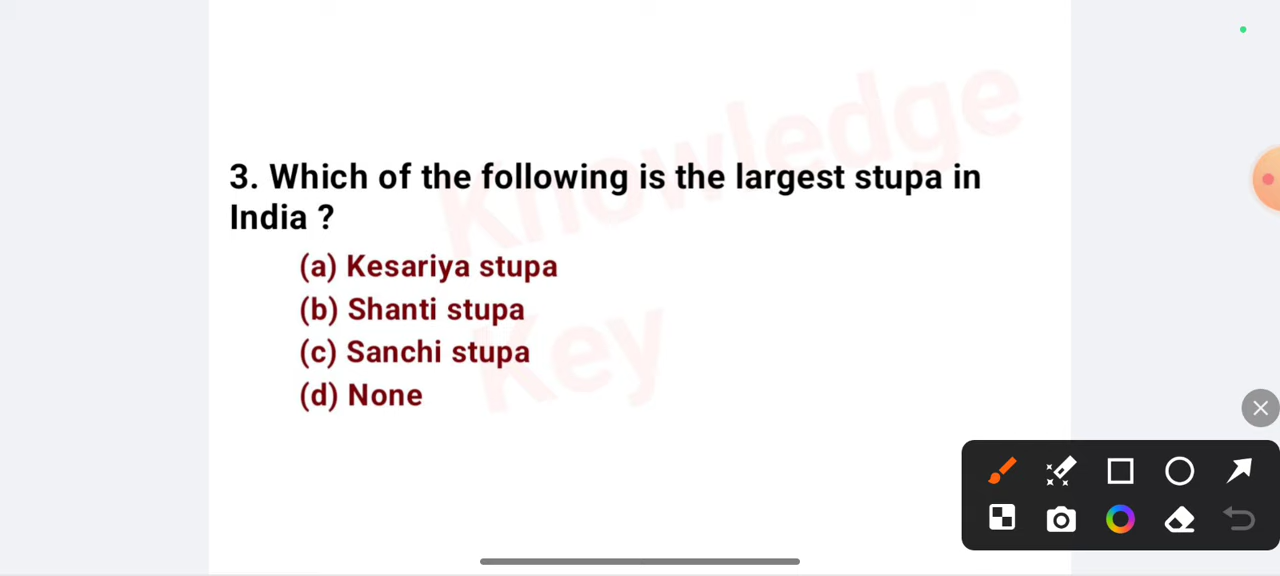 Knowledge
Key
3. Which of the following is the largest stupa in
India ?
(a) Kesariya stupa
(b) Shanti stupa
(c) Sanchi stupa
(d) None